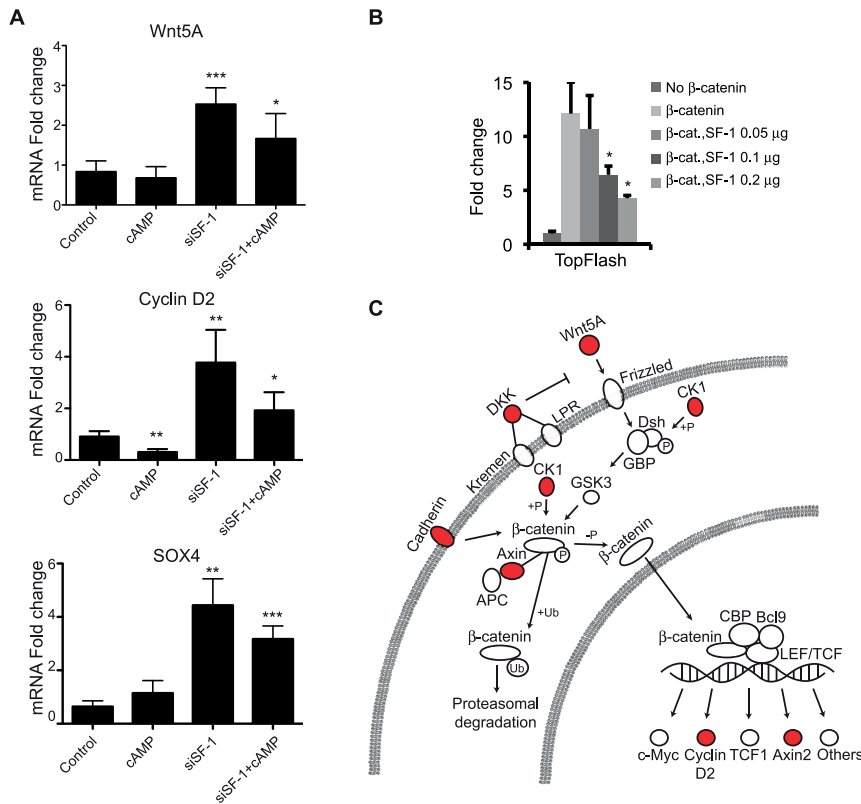 A
Wnt5A
mRNA Fold change
4
3
2
1
0
Control
cAMP
siSF-1
siSF-1+cAMP
***
*
Cyclin D2
mRNA Fold change
6
4
2
0
Control
cAMP
siSF-1
siSF-1+cAMP
**
**
*
SOX4
mRNA Fold change
6
4
2
0
Control
cAMP
siSF-1
siSF-1+cAMP
**
***
B
Fold change
15
10
5
0
*
*
TopFlash
No β-catenin
β-catenin
β-cat.,SF-1 0.05 μg
β-cat.,SF-1 0.1 μg
β-cat.,SF-1 0.2 μg
C
Wnt5A
Frizzled
DKK
LPR
Kremen
CK1
+P
Dsh
P
GBP
GSK3
CK1
+P
Cadherin
β-catenin
P
-P
β-catenin
Axin
APC
+Ub
β-catenin
Ub
Proteasomal
degradation
CBP
Bcl9
β-catenin
LEF/TCF
c-Myc
Cyclin
D2
TCF1
Axin2
Others